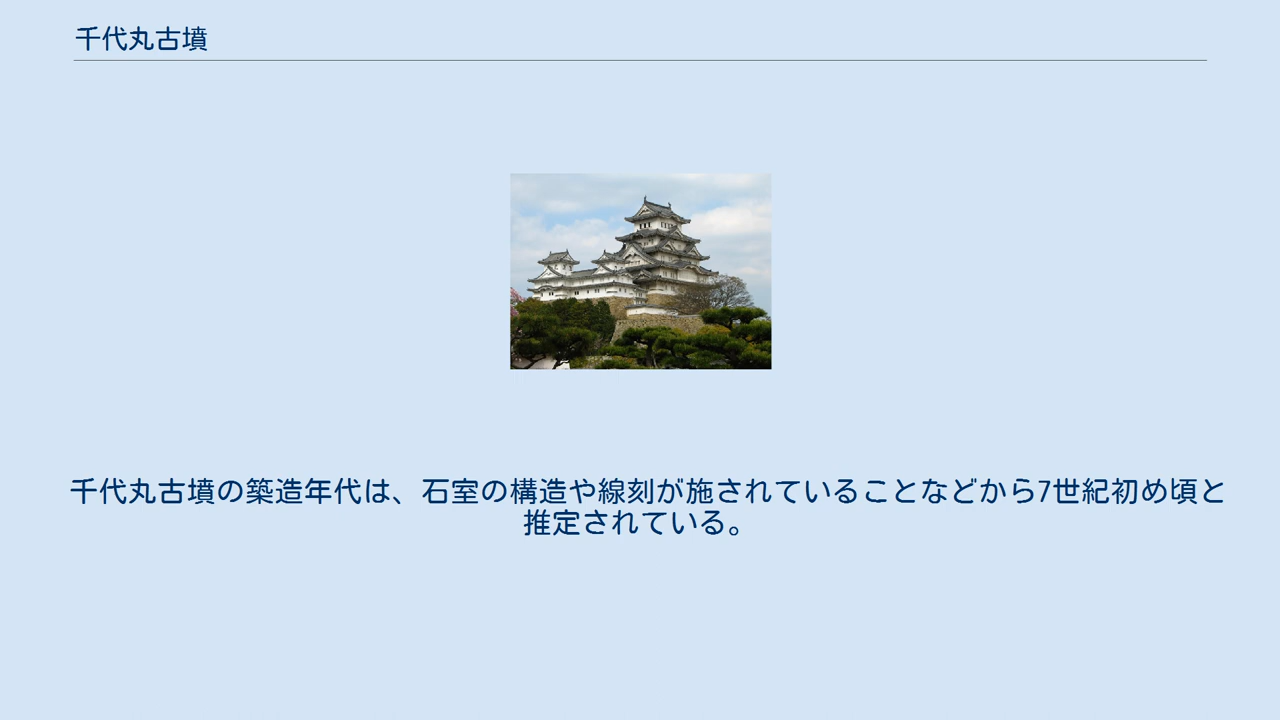 千代丸古墳
千代丸古墳の築造年代は、石室の構造や線刻が施されていることなどから7世紀初め頃と
推定されている。